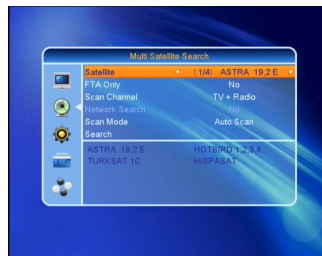 Multi Satellite Search
Satellite (1/4) ASTRA 19,2 E
FTA Only No
Scan Channel TV + Radio
Network Search No
Scan Mode Auto Scan
Search
ASTRA 19,2 E HOTBIRD 1,2,3,4..
TURKSAT 1C HISPASAT